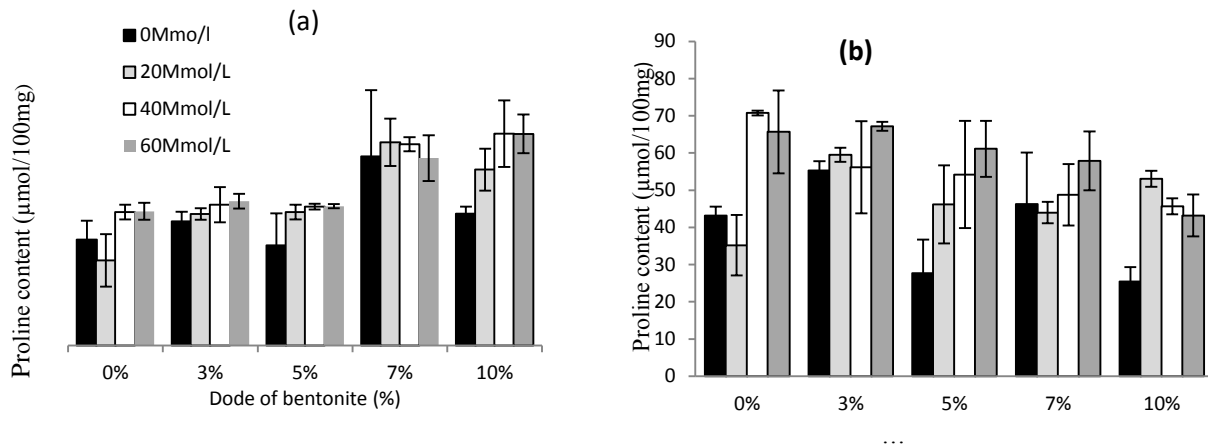 (a)
0Mmo/l
20Mmol/L
40Mmol/L
60Mmol/L
Proline content (µmol/100mg)
0% 3% 5% 7% 10%
Dode of bentonite (%)
(b)
Proline content (µmol/100mg)
90
80
70
60
50
40
30
20
10
0
0% 3% 5% 7% 10%
...